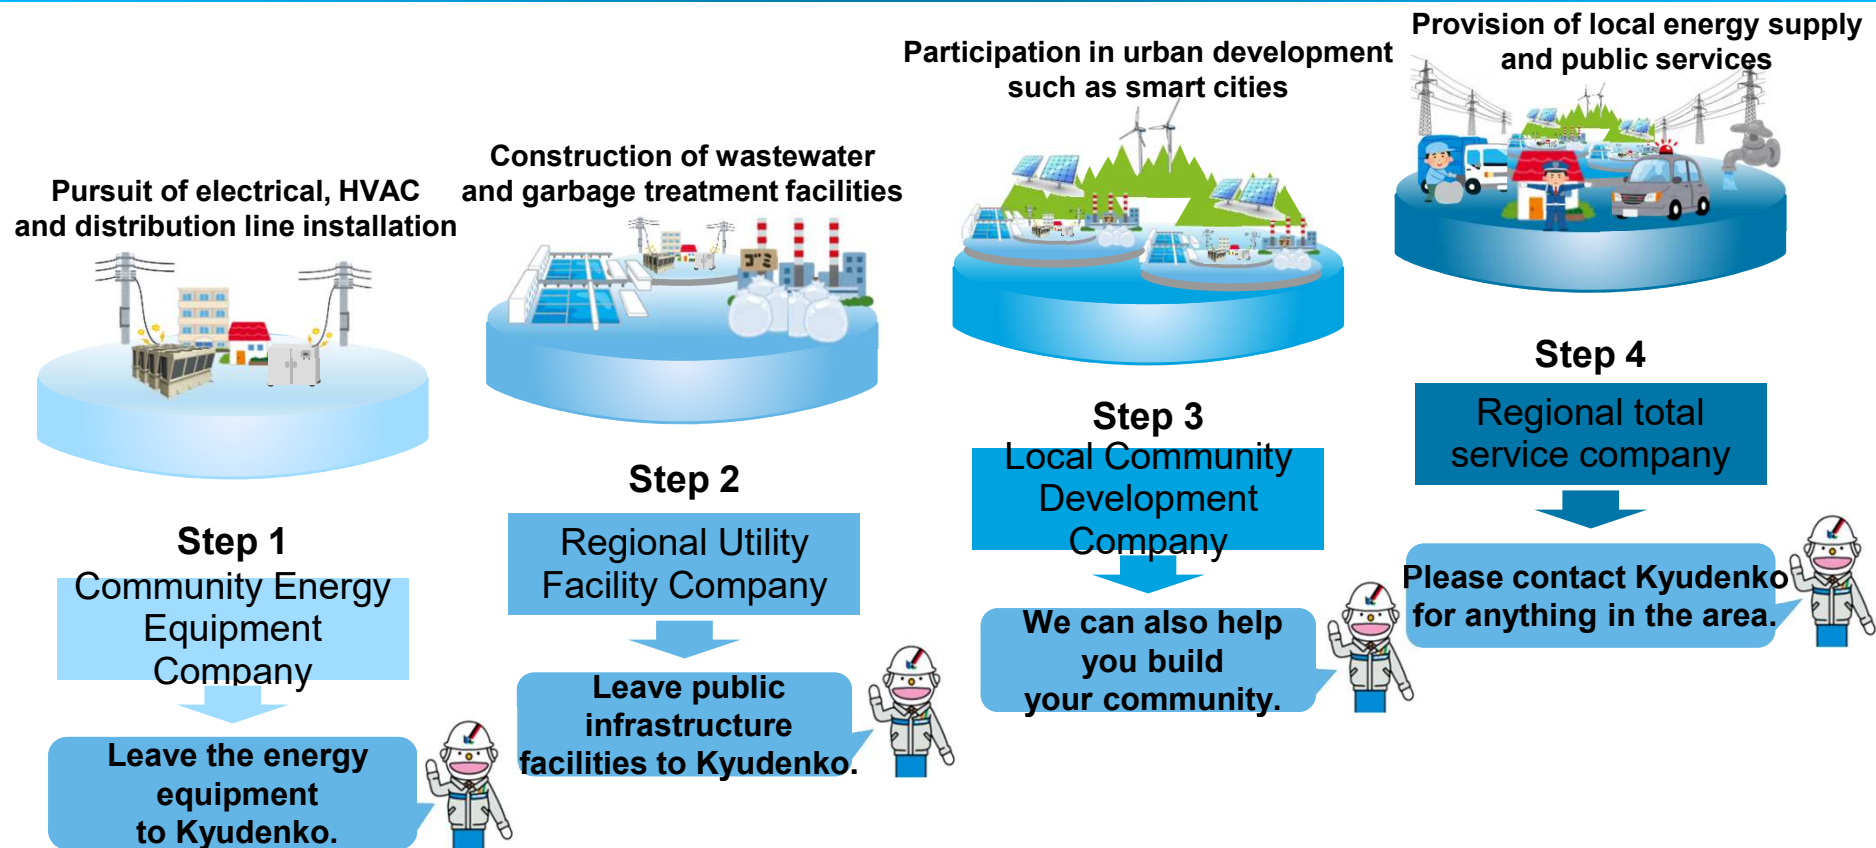 Pursuit of electrical, HVAC
and distribution line installation
Step 1
Community Energy
Equipment
Company
Leave the energy
equipment
to Kyudenko.
Construction of wastewater
and garbage treatment facilities
ゴミ
Step 2
Regional Utility
Facility Company
Leave public
infrastructure
facilities to Kyudenko.
Participation in urban development
such as smart cities
Step 3
Local Community
Development
Company
We can also help
you build
your community.
Provision of local energy supply
and public services
Step 4
Regional total
service company
Please contact Kyudenko
for anything in the area.